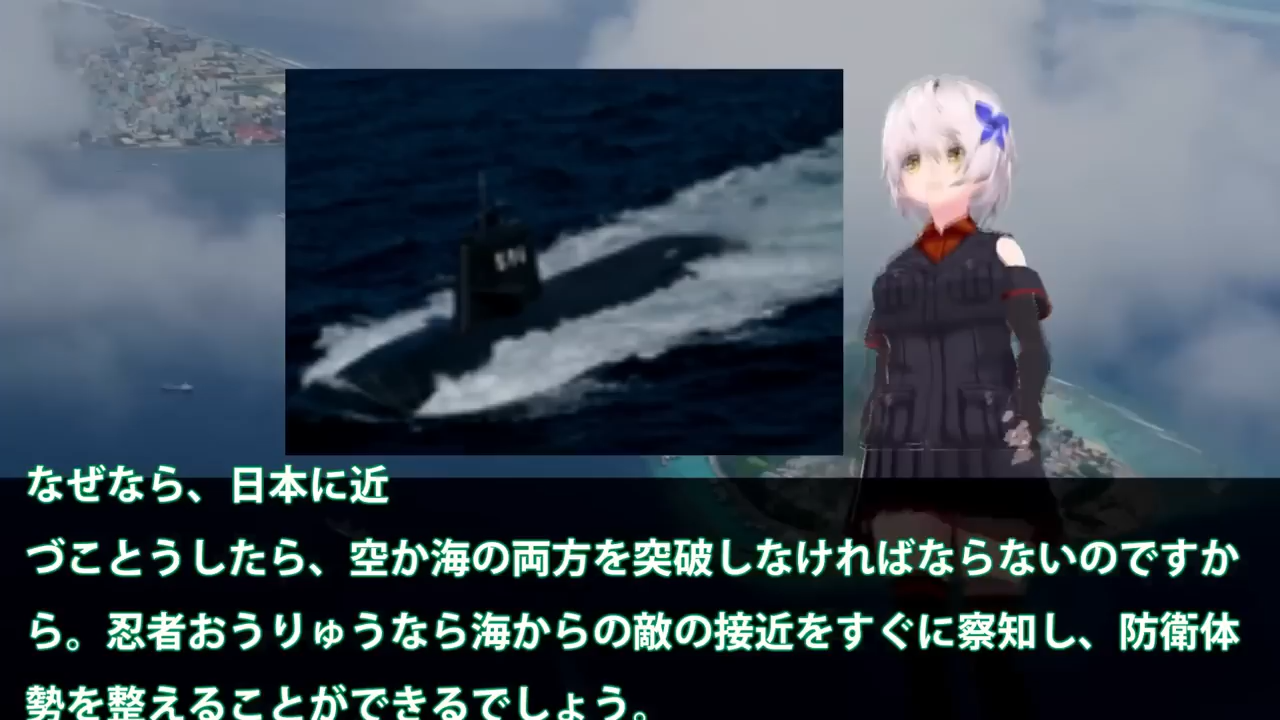 なぜなら、日本に近
づことうしたら、空か海の両方を突破しなければならないのですか
ら。忍者おうりゅうなら海からの敵の接近をすぐに察知し、防衛体
勢を整えることができるでしょう。